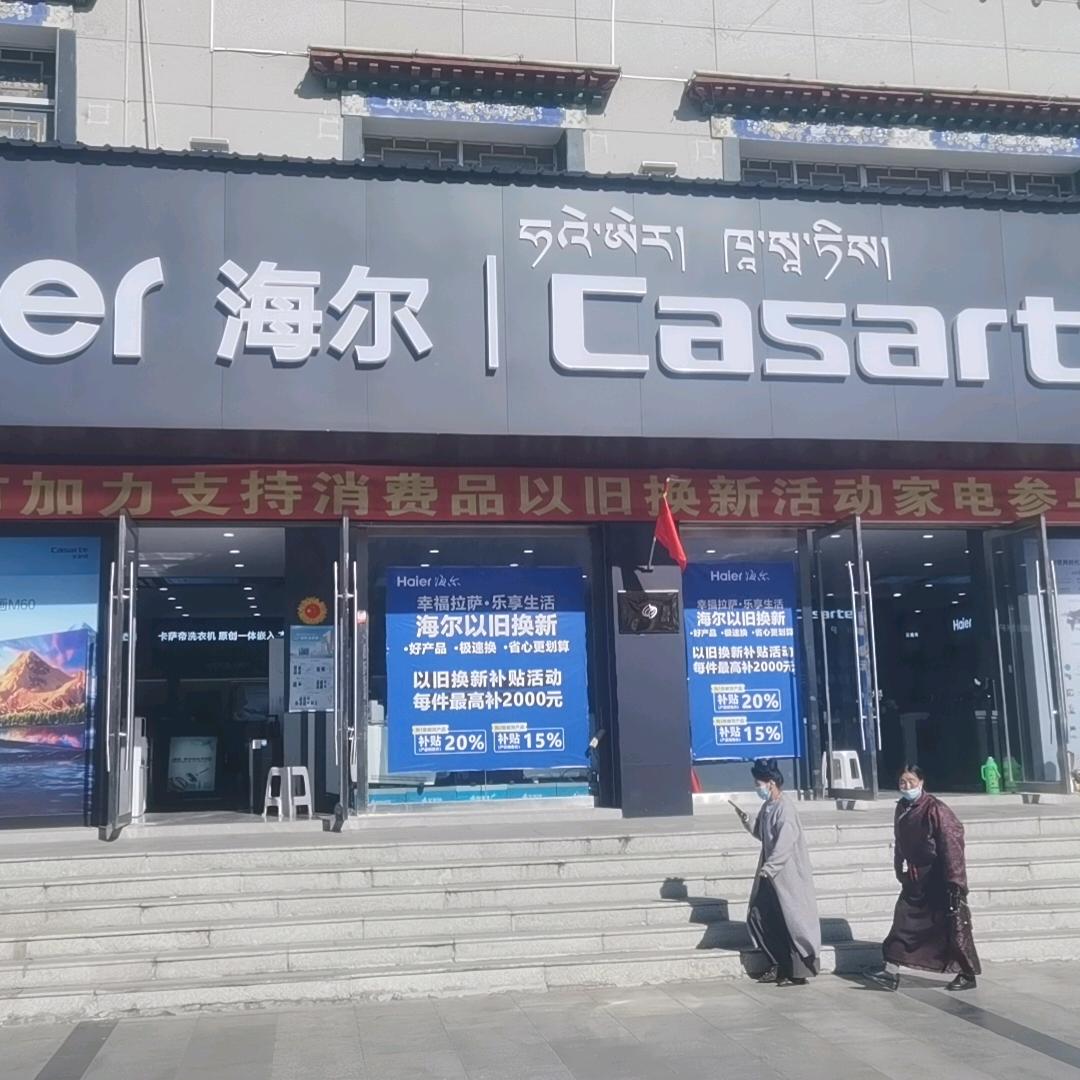 ཧའེ་ཨེར། ཁཱ་སཱ་ཏིས།
er 海尔 | Casarte
加力支持消费品以旧换新活动家电参与
Casarte
M60
卡萨帝洗衣机 原创一体嵌入
Haier 海尔
幸福拉萨·乐享生活
海尔以旧换新
·好产品 ·极速换 ·省心更划算
以旧换新补贴活动
每件最高补2000元
补贴 20% 补贴 15%
Haier 海尔
幸福拉萨·乐享生活
海尔以旧换新
·好产品 ·极速换 ·省心更划算
以旧换新补贴活动
每件最高补2000元
补贴 20%
补贴 15%
sarte
Haier